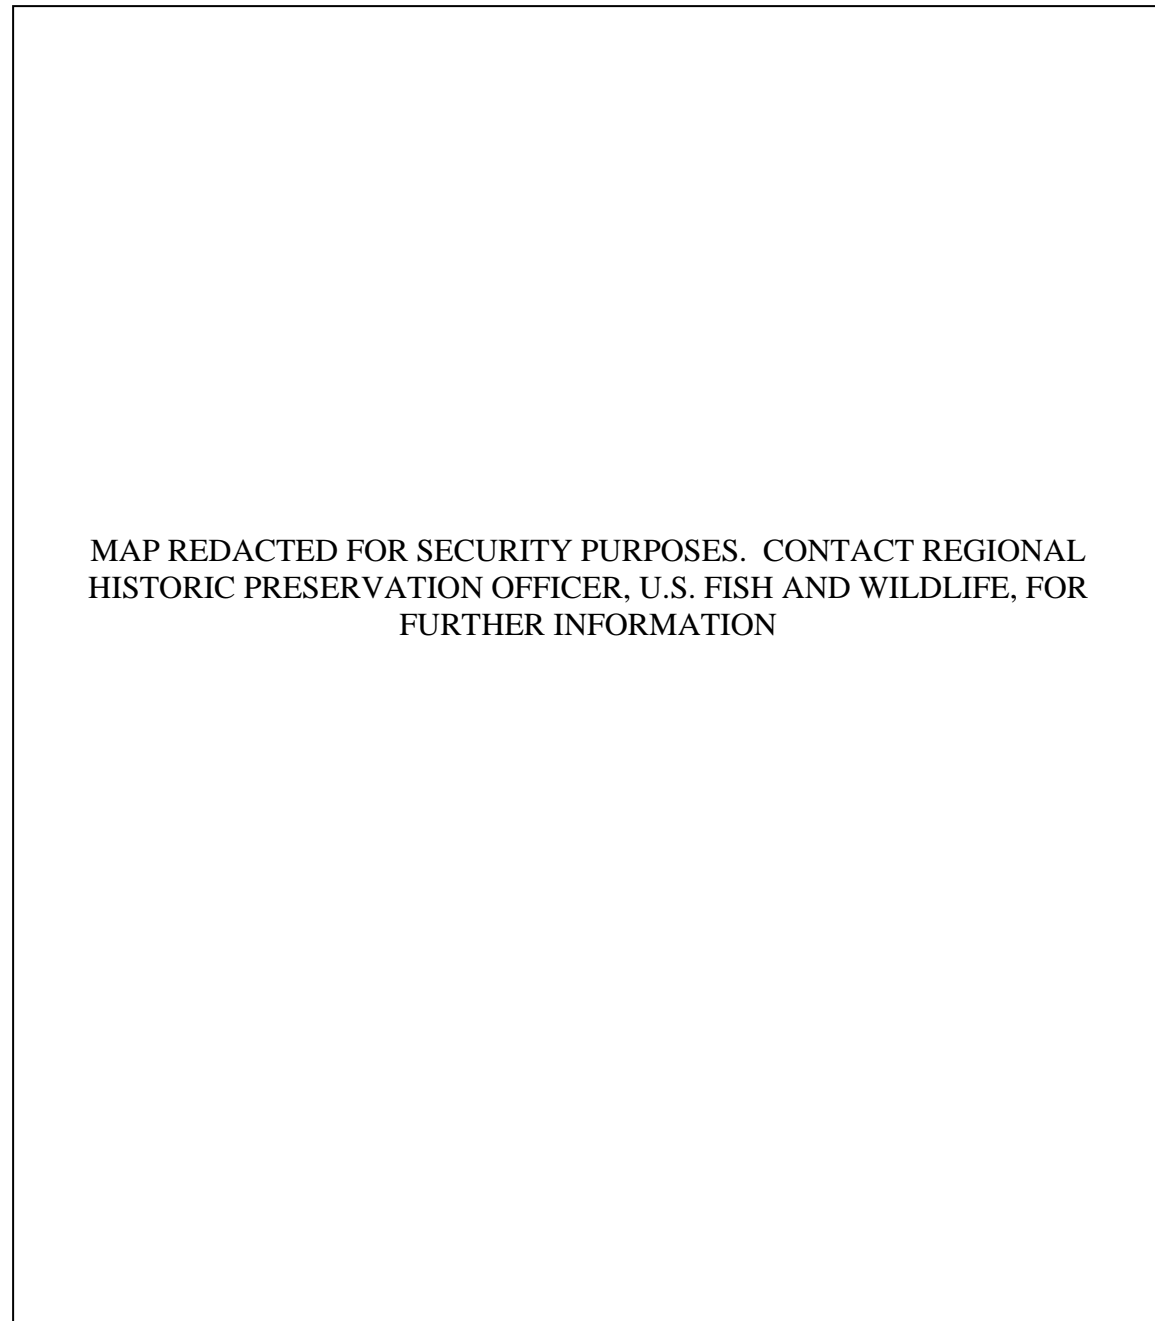 MAP REDACTED FOR SECURITY PURPOSES.  CONTACT REGIONAL
HISTORIC PRESERVATION OFFICER, U.S. FISH AND WILDLIFE, FOR
FURTHER INFORMATION